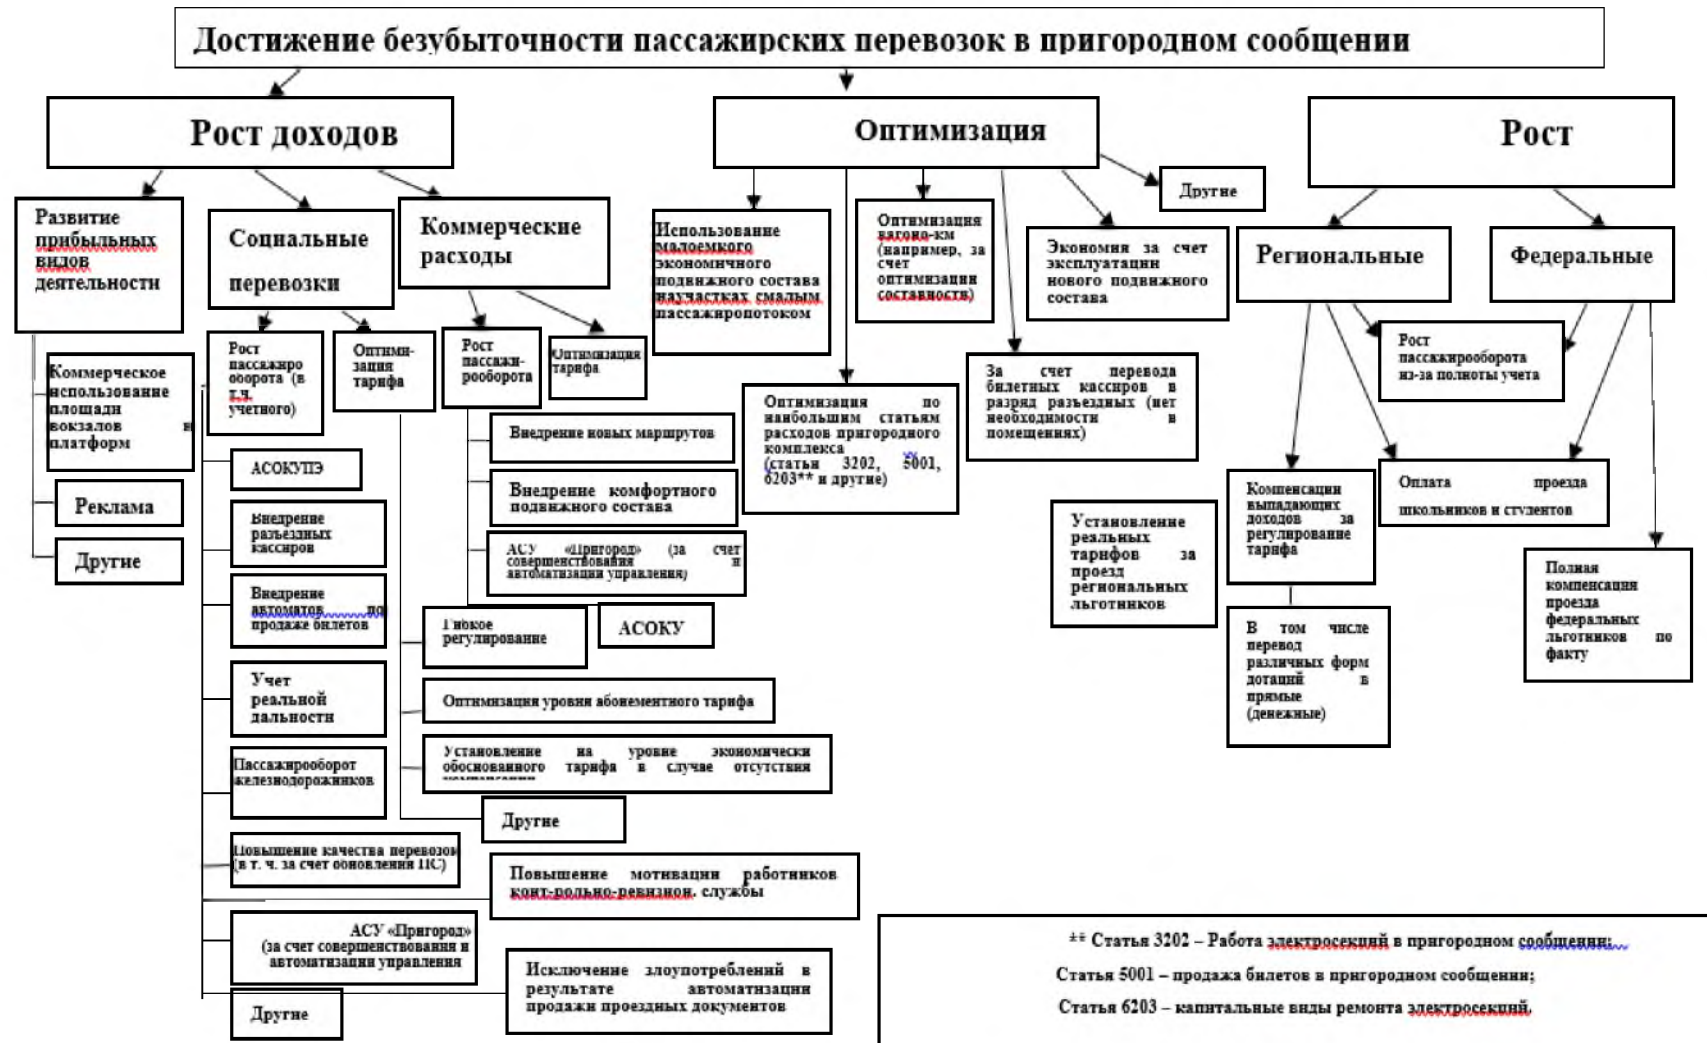 Достижение безубыточности пассажирских перевозок в пригородном сообщении
Рост доходов
Оптимизация
Рост
Другие
Развитие
прибыльных
видов
деятельности
Социальные
перевозки
Коммерческие
расходы
Использование
малоемкого
экономичного
подвижного состава
научастках смалым
пассажиропотоком
Оптимизация
вагоно-км
(например, за
счет
оптимизации
составности)
Экономия за счет
эксплуатации
нового подвижного
состава
Региональные
Федеральные
Коммерческое
использование
площади
вокзалов и
платформ
Реклама
Другие
Рост
пассажиро
оборота (в
т.ч.
учетного)
Оптими-
зация
тарифа
Рост
пассажи-
рооборота
Оптимизация
тарифа
Оптимизация по
наибольшим статьям
расходов пригородного
комплекса
(статьи 3202, 5001,
6203** и другие)
За счет перевода
билетных кассиров в
разряд разъездных (нет
необходимости в
помещениях)
Рост
пассажирооборота
из-за полноты учета
АСОКУПЭ
Внедрение
разъездных
кассиров
Внедрение
автоматов по
продаже билетов
Учет
реальной
дальности
Пассажирооборот
железнодорожников
Повышение качества перевозок
(в т. ч. за счет обновления ПС)
АСУ «Пригород»
(за счет совершенствования и
автоматизации управления
Другие
Внедрение новых маршрутов
Внедрение комфортного
подвижного состава
АСУ «Пригород» (за счет
совершенствования и
автоматизации управления)
АСОКУ
Гибкое
регулирование
Оптимизация уровня абонементного тарифа
Установление на уровне экономически
обоснованного тарифа в случае отсутствия
Другие
Повышение мотивации работников
конт-рольно-ревизион. службы
Исключение злоупотреблений в
результате автоматизации
продажи проездных документов
Установление
реальных
тарифов за
проезд
региональных
льготников
Компенсации
выпадающих
доходов за
регулирование
тарифа
В том числе
перевод
различных форм
дотаций в
прямые
(денежные)
Оплата проезда
школьников и студентов
Полная
компенсация
проезда
федеральных
льготников по
факту
** Статья 3202 – Работа электросекций в пригородном сообщении;
Статья 5001 – продажа билетов в пригородном сообщении;
Статья 6203 – капитальные виды ремонта электросекций.